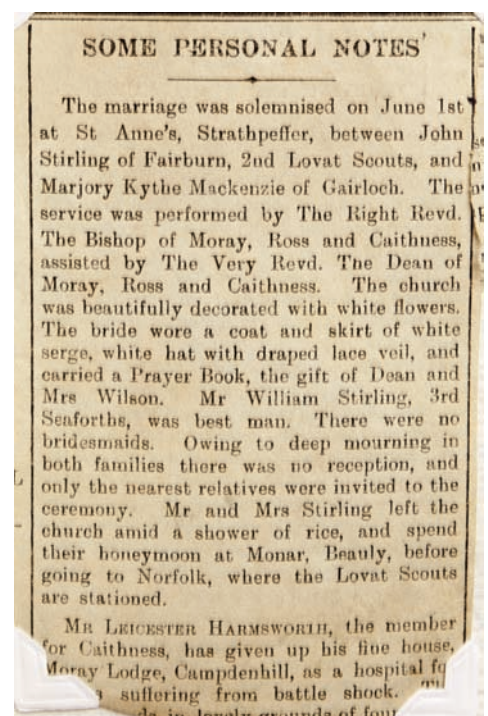 SOME PERSONAL NOTES'
The marriage was solemnised on June 1st
at St Anne's, Strathpeffer, between John
Stirling of Fairburn, 2nd Lovat Scouts, and
Marjory Kythe Mackenzie of Gairloch. The
service was performed by The Right Revd.
The Bishop of Moray, Ross and Caithness,
assisted by The Very Revd. The Dean of
Moray, Ross and Caithness. The church
was beautifully decorated with white flowers.
The bride wore a coat and skirt of white
serge, white hat with draped lace veil, and
carried a Prayer Book, the gift of Dean and
Mrs Wilson. Mr William Stirling, 3rd
Seaforths, was best man. There were no
bridesmaids. Owing to deep mourning in
both families there was no reception, and
only the nearest relatives were invited to the
ceremony. Mr and Mrs Stirling left the
church amid a shower of rice, and spend
their honeymoon at Monar, Beauly, before
going to Norfolk, where the Lovat Scouts
are stationed.
MR LEICESTER HARMSWORTH, the member
for Caithness, has given up his fine house,
Moray Lodge, Campdenhill, as a hospital
suffering from battle shock.
in lovely grounds of four